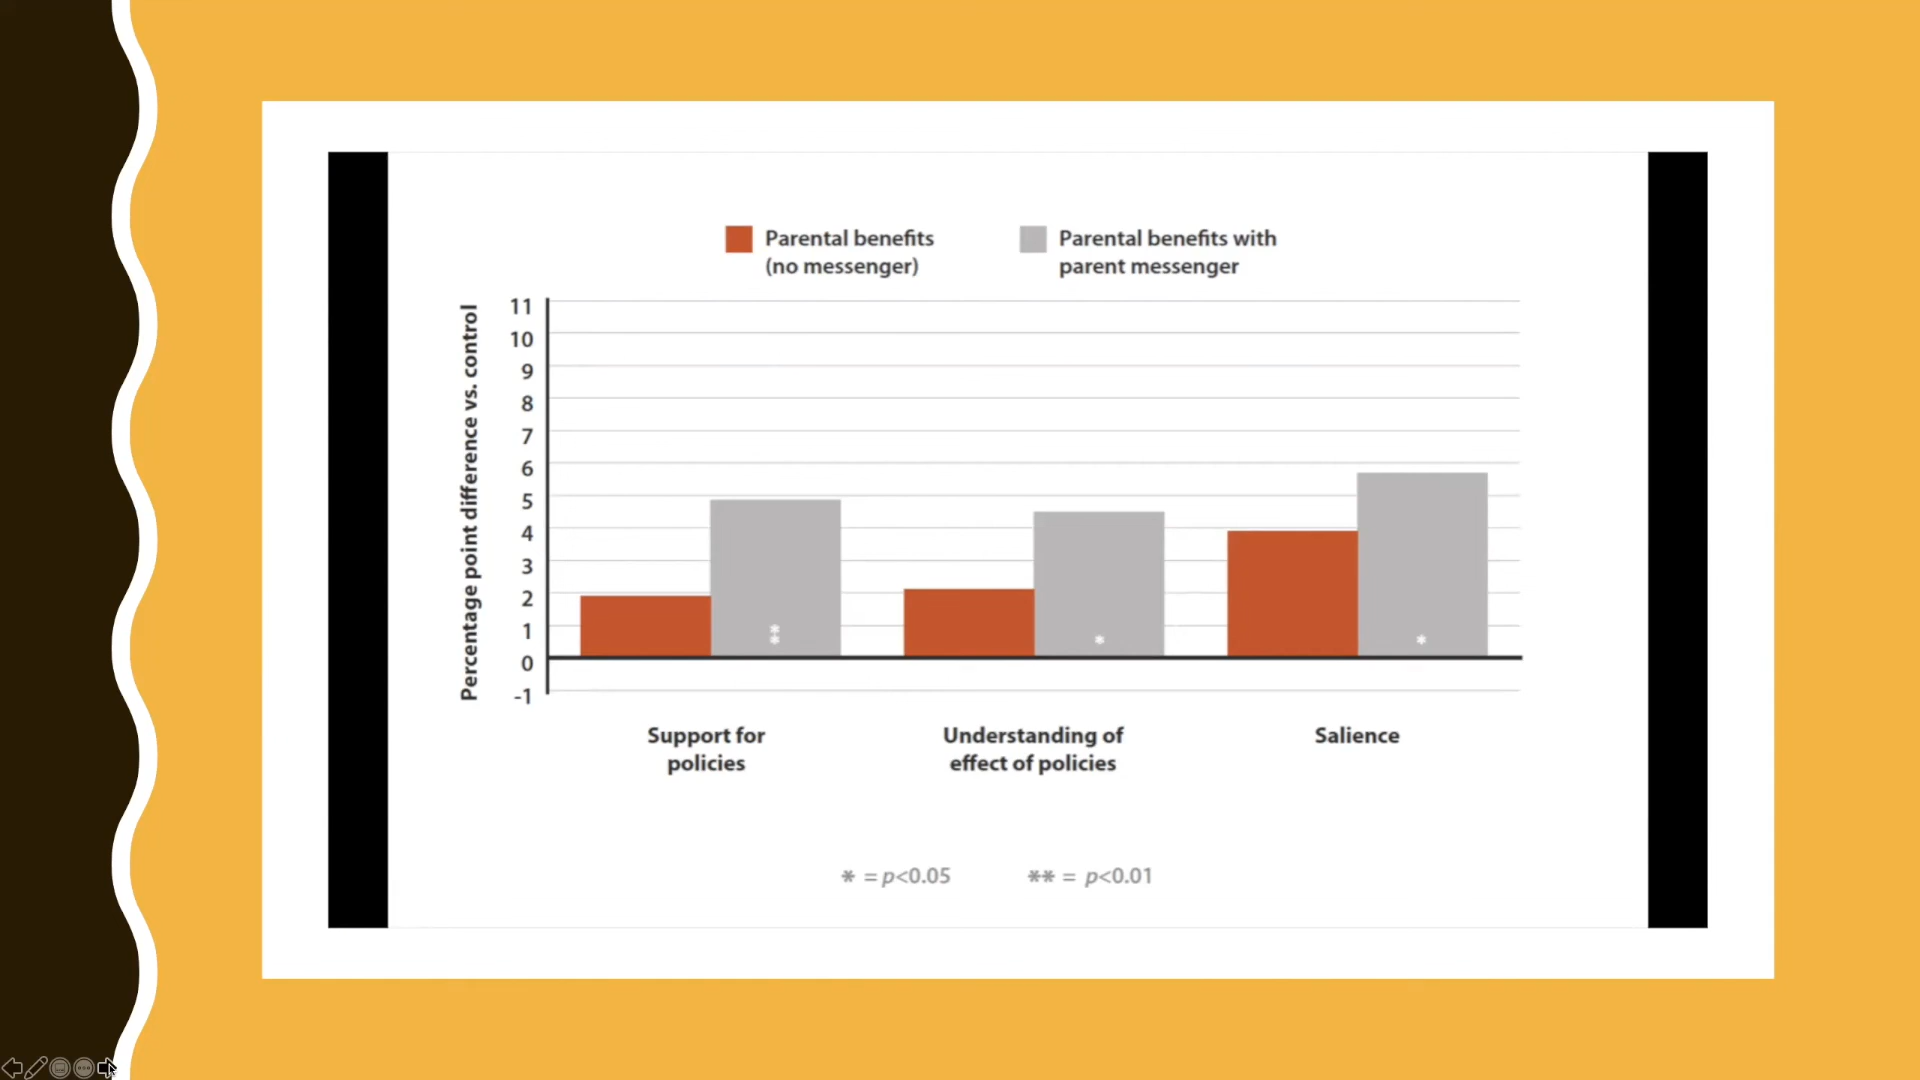 Parental benefits
(no messenger)
Parental benefits with
parent messenger
Percentage point difference vs. control
11
10
9
8
7
6
5
4
3
2
1
0
-1
**
*
*
Support for
policies
Understanding of
effect of policies
Salience
* = p<0.05
** = p<0.01